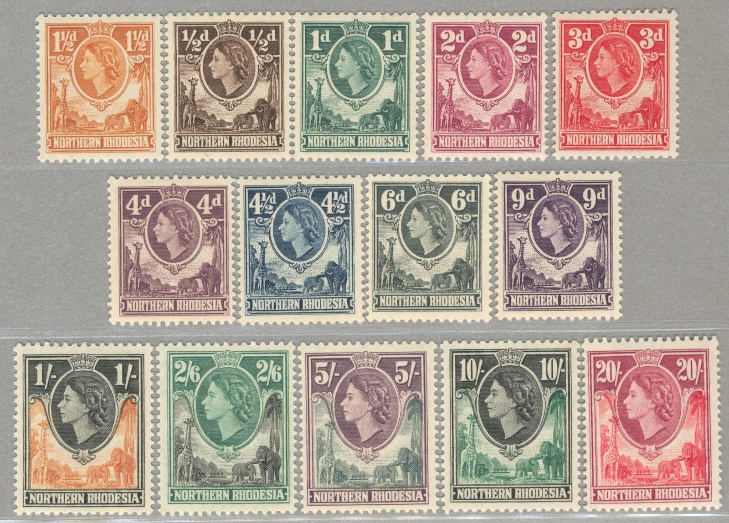 1½d 1½d
NORTHERN RHODESIA
½d ½d
NORTHERN RHODESIA
1d 1d
NORTHERN RHODESIA
2d 2d
NORTHERN RHODESIA
3d 3d
NORTHERN RHODESIA
4d 4d
NORTHERN RHODESIA
4½d 4½d
NORTHERN RHODESIA
6d 6d
NORTHERN RHODESIA
9d 9d
NORTHERN RHODESIA
1/- 1/-
NORTHERN RHODESIA
2/6 2/6
NORTHERN RHODESIA
5/- 5/-
NORTHERN RHODESIA
10/- 10/-
NORTHERN RHODESIA
20/- 20/-
NORTHERN RHODESIA